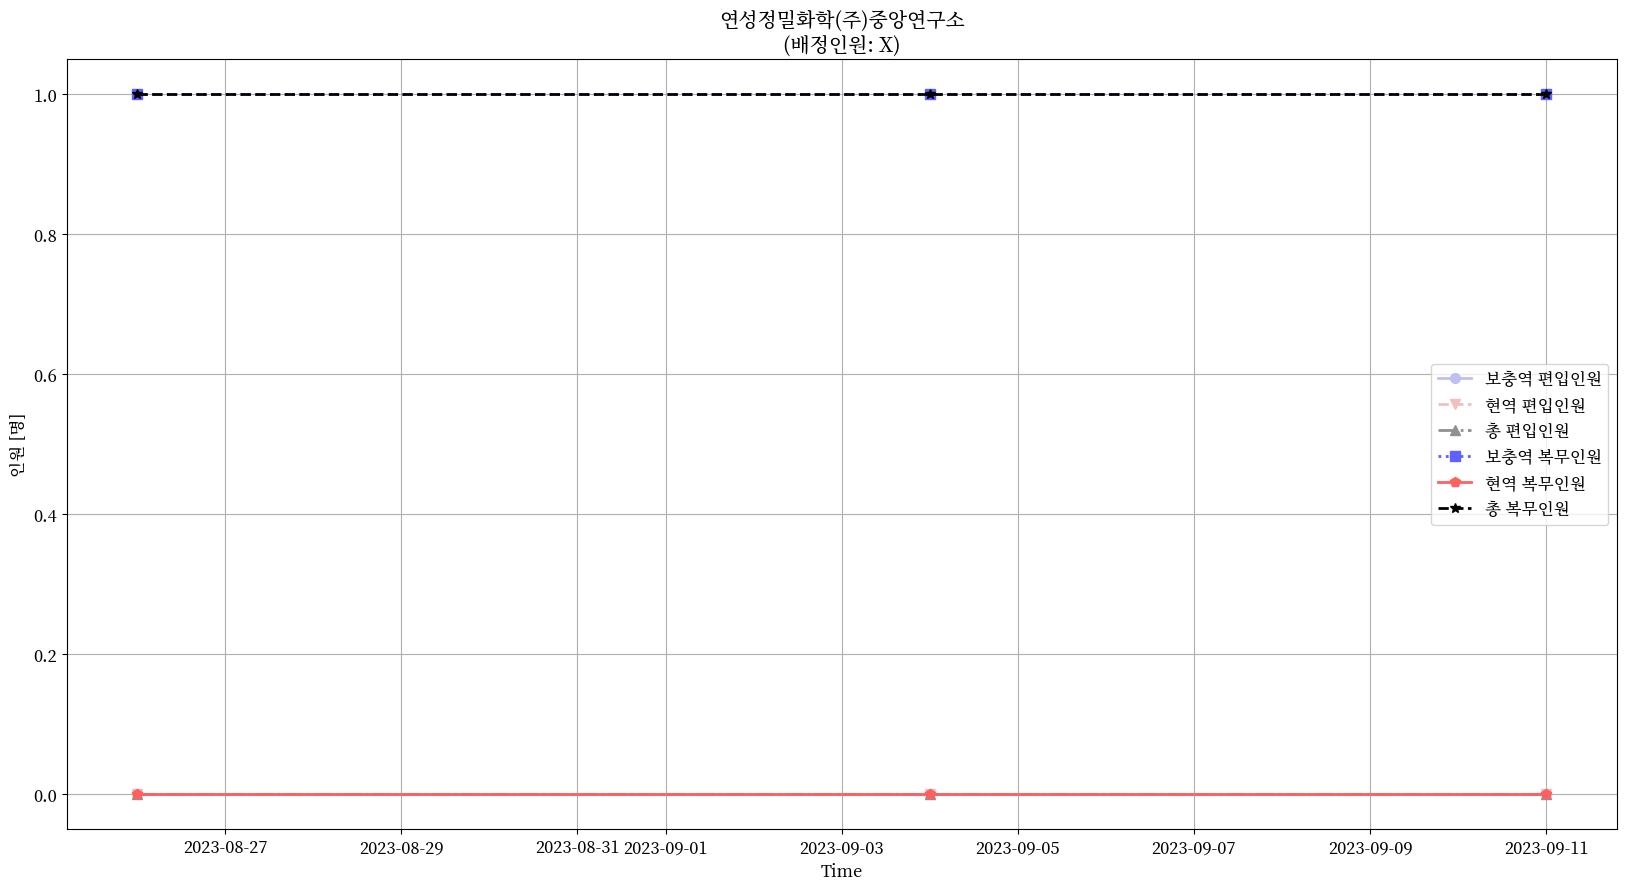 연성정밀화학(주)중앙연구소
(배정인원: X)
1.0
0.8
0.6
0.4
0.2
0.0
인원 [명]
보충역 편입인원
현역 편입인원
총 편입인원
보충역 복무인원
현역 복무인원
총 복무인원
2023-08-27
2023-08-29
2023-08-31
2023-09-01
2023-09-03
2023-09-05
2023-09-07
2023-09-09
2023-09-11
Time